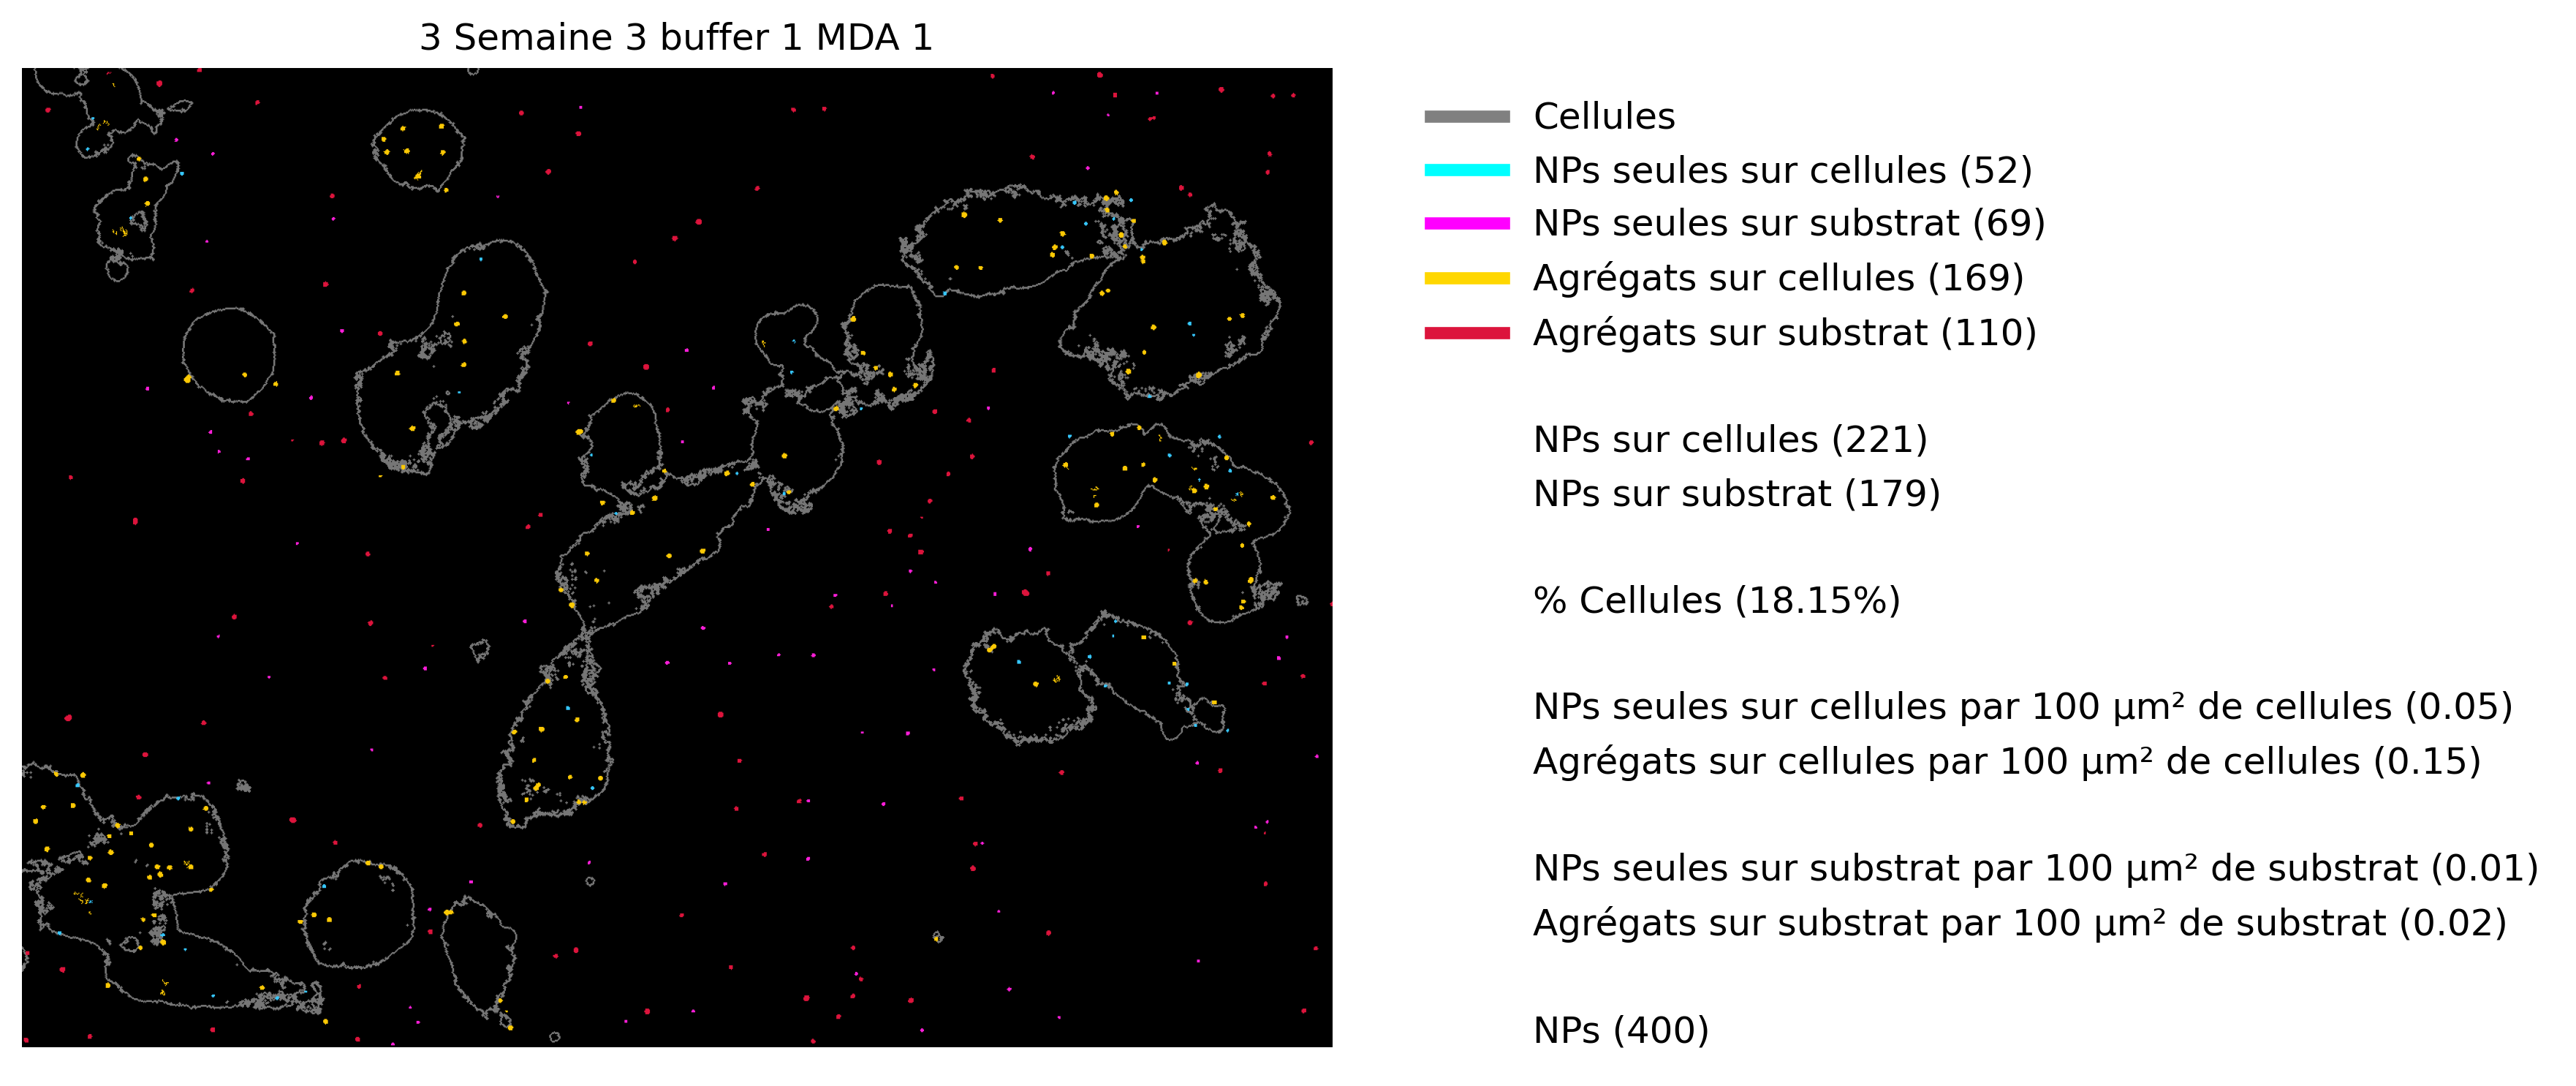 3 Semaine 3 buffer 1 MDA 1
Cellules
NPs seules sur cellules (52)
NPs seules sur substrat (69)
Agrégats sur cellules (169)
Agrégats sur substrat (110)
NPs sur cellules (221)
NPs sur substrat (179)
% Cellules (18.15%)
NPs seules sur cellules par 100 µm² de cellules (0.05)
Agrégats sur cellules par 100 µm² de cellules (0.15)
NPs seules sur substrat par 100 µm² de substrat (0.01)
Agrégats sur substrat par 100 µm² de substrat (0.02)
NPs (400)